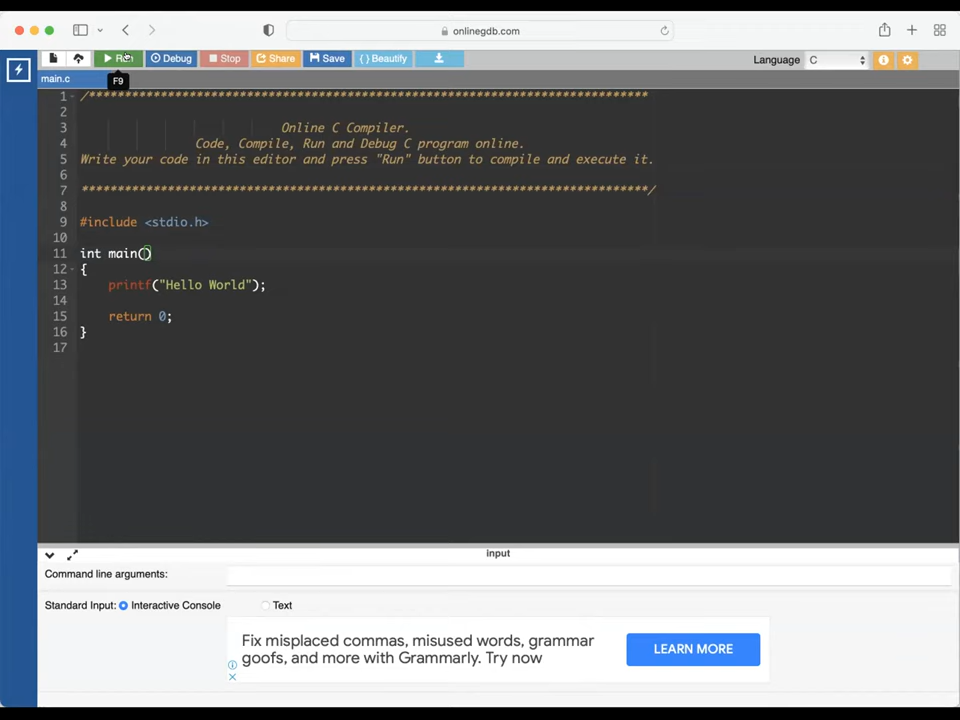 onlinegdb.com
Run Debug Stop Share Save { } Beautify Language C
F9
main.c
1 /******************************************************************************
2
3 Online C Compiler.
4 Code, Compile, Run and Debug C program online.
5 Write your code in this editor and press "Run" button to compile and execute it.
6
7 *******************************************************************************/
8
9 #include <stdio.h>
10
11 int main()
12 {
13 printf("Hello World");
14
15 return 0;
16 }
17
input
Command line arguments:
Standard Input: Interactive Console Text
Fix misplaced commas, misused words, grammar
goofs, and more with Grammarly. Try now
LEARN MORE